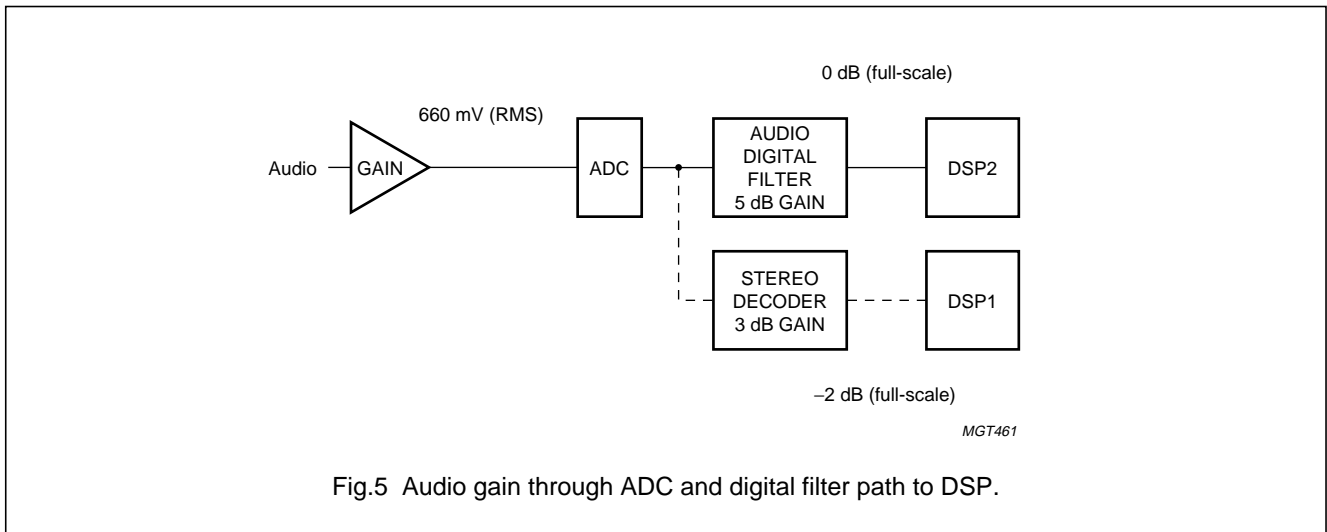 0 dB (full-scale)
660 mV (RMS)
Audio
GAIN
ADC
AUDIO
DIGITAL
FILTER
5 dB GAIN
DSP2
STEREO
DECODER
3 dB GAIN
DSP1
−2 dB (full-scale)
MGT461
Fig.5 Audio gain through ADC and digital filter path to DSP.